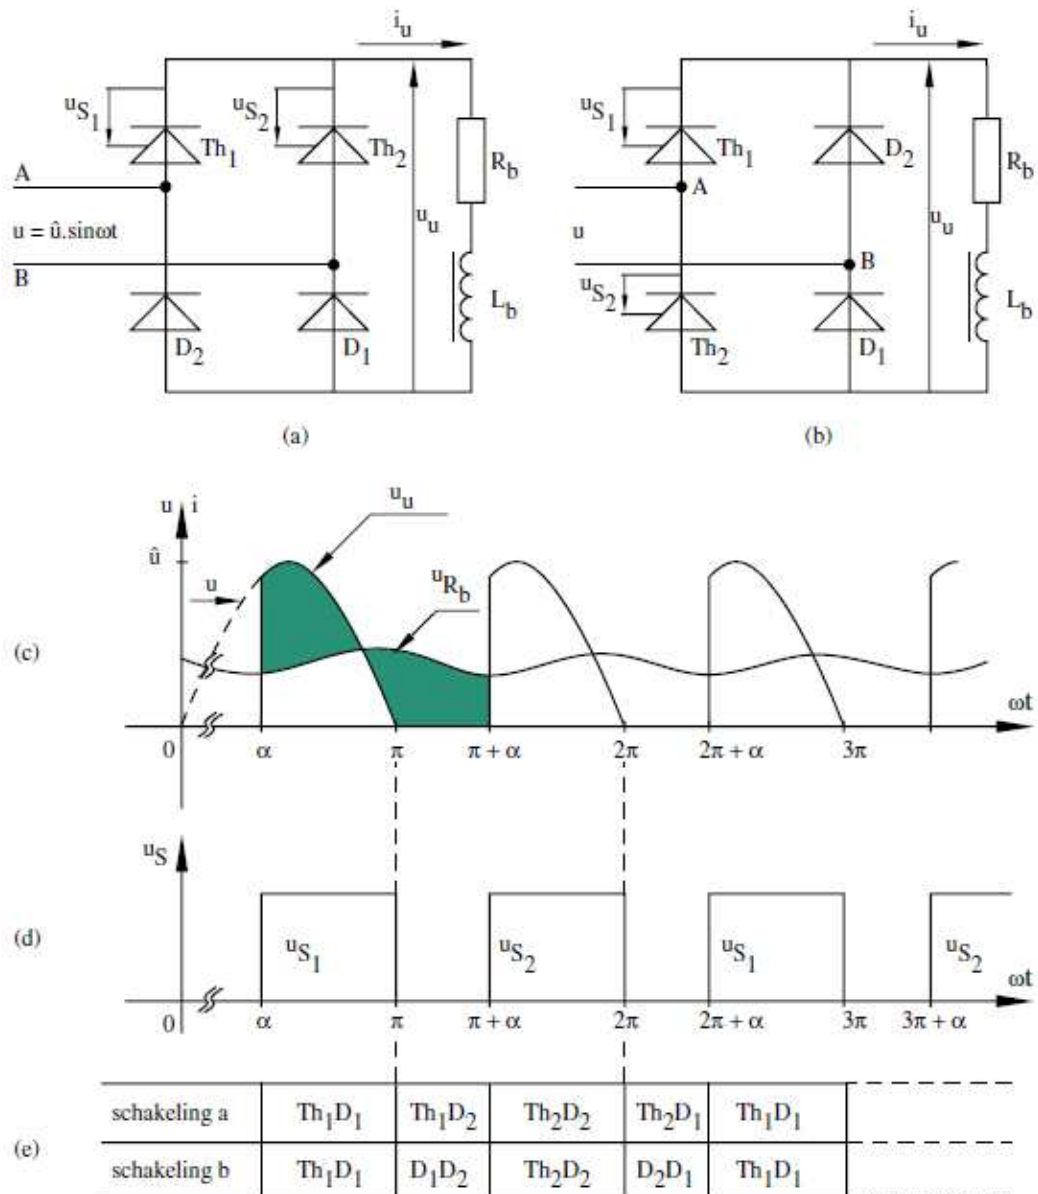 i_u
i_u
u_S1
u_S2
Th_1
Th_2
R_b
A
u = û.sinωt
u_u
B
L_b
D_2
D_1
(a)
u_S1
Th_1
D_2
R_b
A
u
u_u
B
u_S2
L_b
Th_2
D_1
(b)
u i
u_u
û
u
u_Rb
(c)
ωt
0 α π π + α 2π 2π + α 3π
u_S
(d)
u_S1 u_S2 u_S1 u_S2
ωt
0 α π π + α 2π 2π + α 3π 3π + α
(e)
schakeling a Th_1D_1 Th_1D_2 Th_2D_2 Th_2D_1 Th_1D_1
schakeling b Th_1D_1 D_1D_2 Th_2D_2 D_2D_1 Th_1D_1